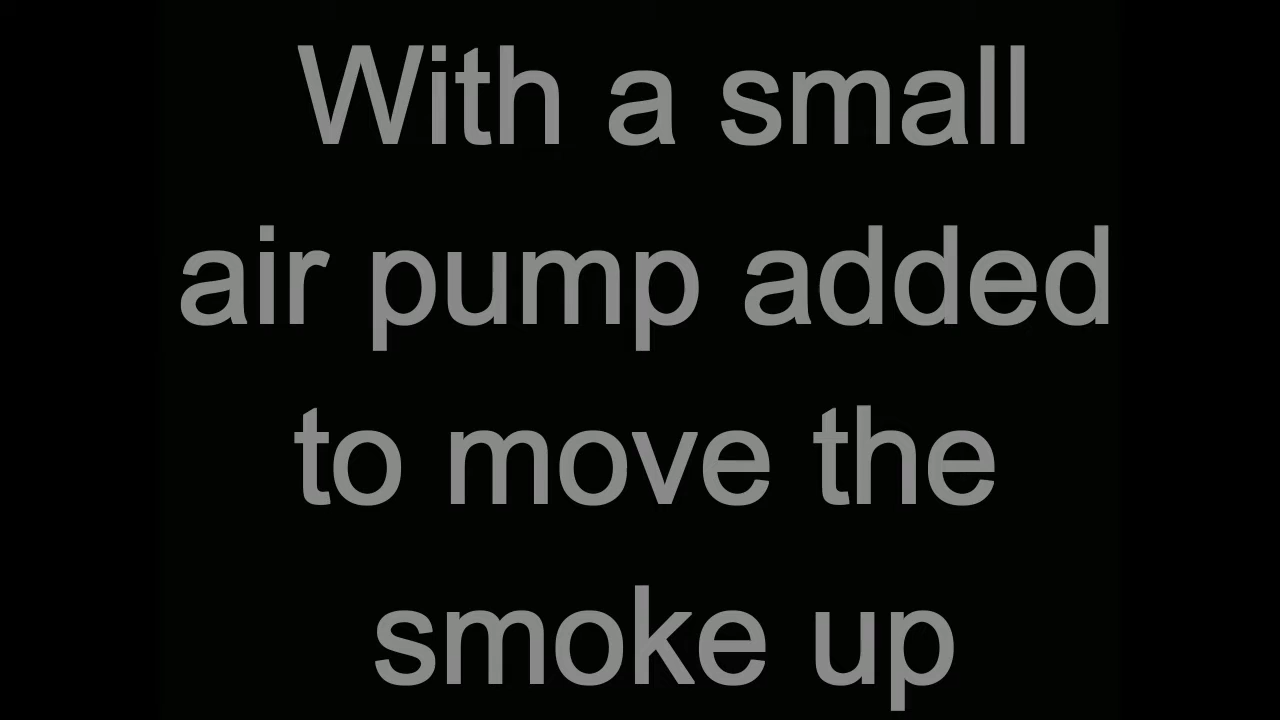 With a small
air pump added
to move the
smoke up